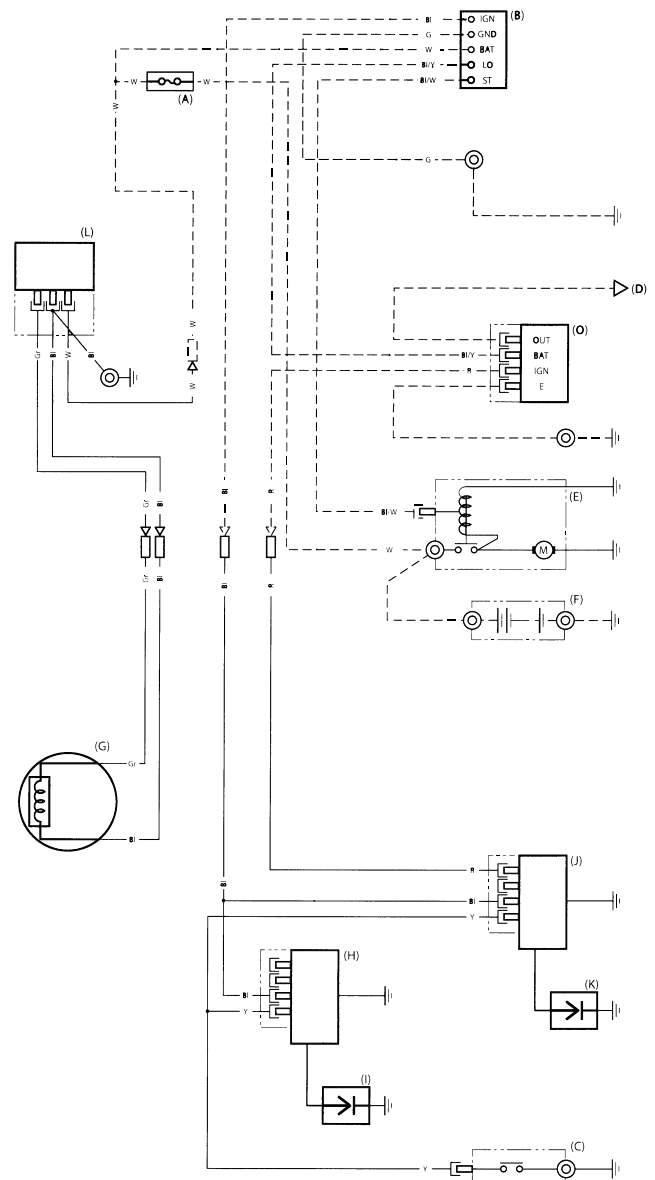 Bl IGN (B)
G GND
W BAT
Bl/Y LO
Bl/W ST
W W
(A)
W
G
(L)
(D)
(O)
OUT
Bl/Y BAT
R IGN
E
W
Gr Bl W Bl
W
(E)
Bl/W
Gr Bl Bl R
W M
Gr Bl Bl R
(F)
(G)
Gr
Bl
(J)
R
Bl
Bl
Y
(H)
Bl
Y
(K)
(I)
(C)
Y